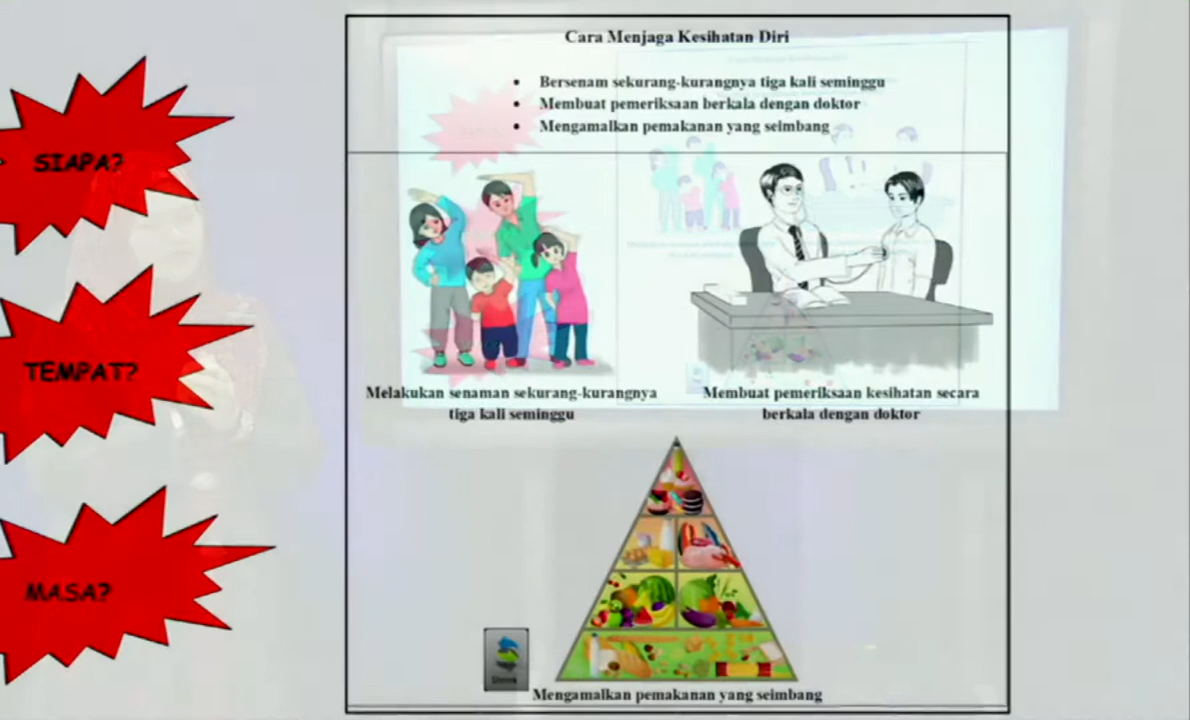 Cara Menjaga Kesihatan Diri
• Bersenam sekurang-kurangnya tiga kali seminggu
• Membuat pemeriksaan berkala dengan doktor
• Mengamalkan pemakanan yang seimbang
SIAPA?
TEMPAT?
MASA?
Melakukan senaman sekurang-kurangnya
tiga kali seminggu
Membuat pemeriksaan kesihatan secara
berkala dengan doktor
Mengamalkan pemakanan yang seimbang